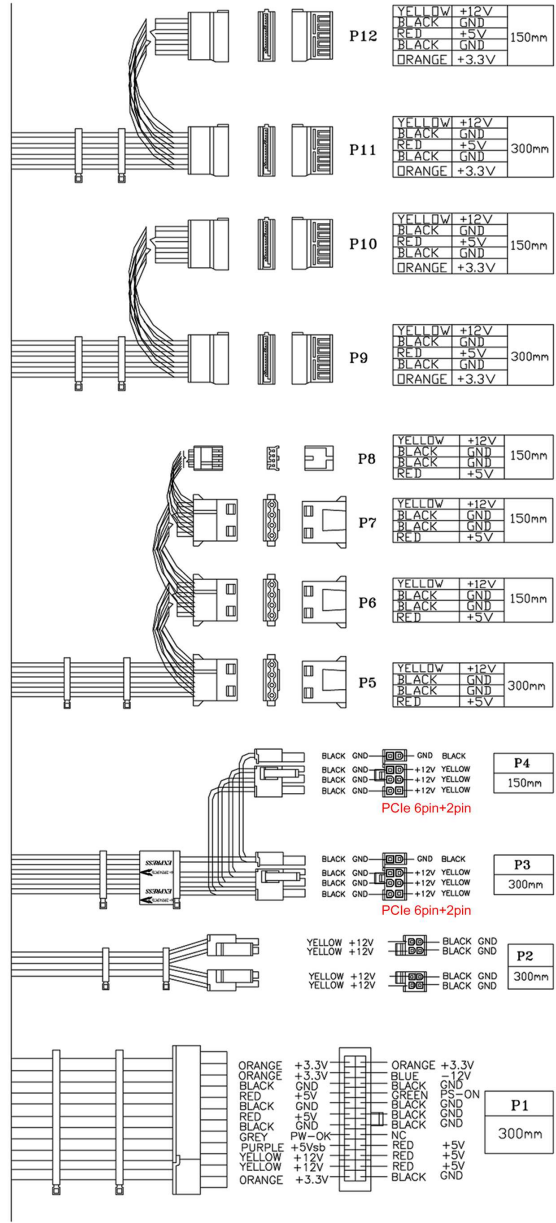 P12
YELLOW +12V
BLACK GND
RED +5V
BLACK GND
ORANGE +3.3V
150mm
P11
YELLOW +12V
BLACK GND
RED +5V
BLACK GND
ORANGE +3.3V
300mm
P10
YELLOW +12V
BLACK GND
RED +5V
BLACK GND
ORANGE +3.3V
150mm
P9
YELLOW +12V
BLACK GND
RED +5V
BLACK GND
ORANGE +3.3V
300mm
P8
YELLOW +12V
BLACK GND
BLACK GND
RED +5V
150mm
P7
YELLOW +12V
BLACK GND
BLACK GND
RED +5V
150mm
P6
YELLOW +12V
BLACK GND
BLACK GND
RED +5V
150mm
P5
YELLOW +12V
BLACK GND
BLACK GND
RED +5V
300mm
BLACK GND GND BLACK
BLACK GND +12V YELLOW
BLACK GND +12V YELLOW
BLACK GND +12V YELLOW
PCIe 6pin+2pin
P4
150mm
EXPRESS
EXPRESS
BLACK GND GND BLACK
BLACK GND +12V YELLOW
BLACK GND +12V YELLOW
BLACK GND +12V YELLOW
PCIe 6pin+2pin
P3
300mm
YELLOW +12V BLACK GND
YELLOW +12V BLACK GND
YELLOW +12V BLACK GND
YELLOW +12V BLACK GND
P2
300mm
ORANGE +3.3V ORANGE +3.3V
ORANGE +3.3V BLUE -12V
BLACK GND BLACK GND
RED +5V GREEN PS-ON
BLACK GND BLACK GND
RED +5V BLACK GND
BLACK GND BLACK GND
GREY PW-OK NC
PURPLE +5Vsb RED +5V
YELLOW +12V RED +5V
YELLOW +12V RED +5V
ORANGE +3.3V BLACK GND
P1
300mm